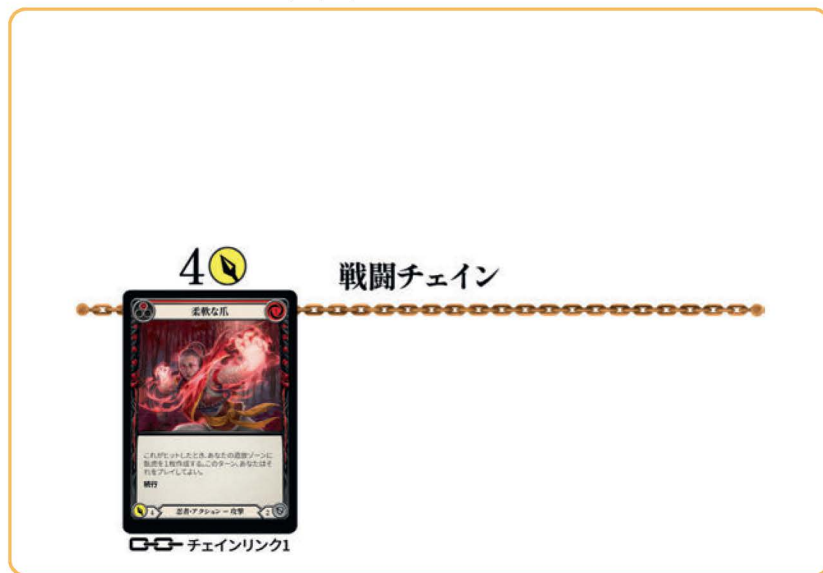 4
戦闘チェイン
柔軟な爪
これがヒットしたとき、あなたの追放ゾーンに
臥虎を1枚作成する。このターン、あなたはそ
れをプレイしてよい。
続行
4
忍者・アクション ー 攻撃
2
チェインリンク1